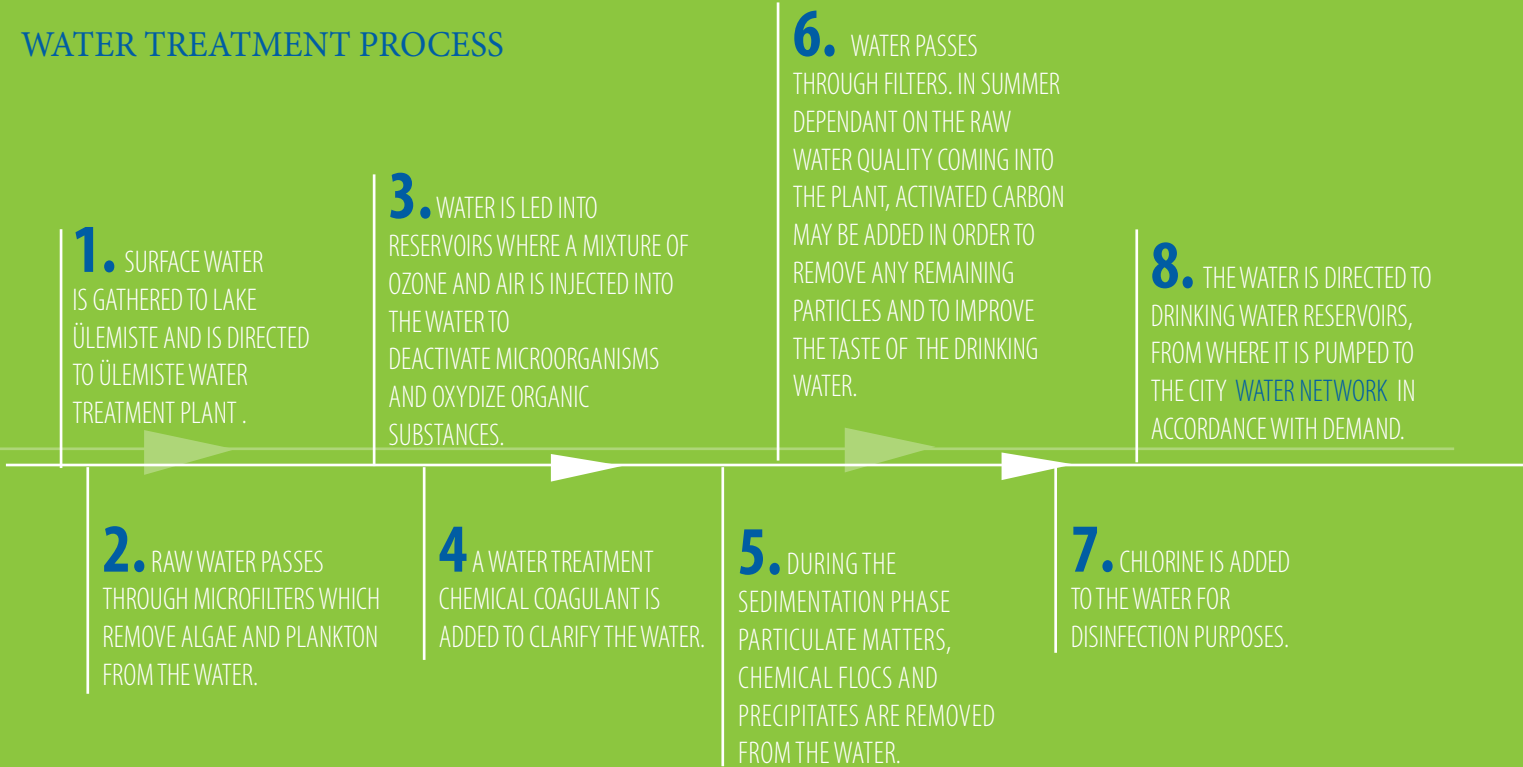 WATER TREATMENT PROCESS
1. SURFACE WATER
IS GATHERED TO LAKE
ÜLEMISTE AND IS DIRECTED
TO ÜLEMISTE WATER
TREATMENT PLANT .
2. RAW WATER PASSES
THROUGH MICROFILTERS WHICH
REMOVE ALGAE AND PLANKTON
FROM THE WATER.
3. WATER IS LED INTO
RESERVOIRS WHERE A MIXTURE OF
OZONE AND AIR IS INJECTED INTO
THE WATER TO
DEACTIVATE MICROORGANISMS
AND OXYDIZE ORGANIC
SUBSTANCES.
4 A WATER TREATMENT
CHEMICAL COAGULANT IS
ADDED TO CLARIFY THE WATER.
5. DURING THE
SEDIMENTATION PHASE
PARTICULATE MATTERS,
CHEMICAL FLOCS AND
PRECIPITATES ARE REMOVED
FROM THE WATER.
6. WATER PASSES
THROUGH FILTERS. IN SUMMER
DEPENDANT ON THE RAW
WATER QUALITY COMING INTO
THE PLANT, ACTIVATED CARBON
MAY BE ADDED IN ORDER TO
REMOVE ANY REMAINING
PARTICLES AND TO IMPROVE
THE TASTE OF THE DRINKING
WATER.
7. CHLORINE IS ADDED
TO THE WATER FOR
DISINFECTION PURPOSES.
8. THE WATER IS DIRECTED TO
DRINKING WATER RESERVOIRS,
FROM WHERE IT IS PUMPED TO
THE CITY WATER NETWORK IN
ACCORDANCE WITH DEMAND.